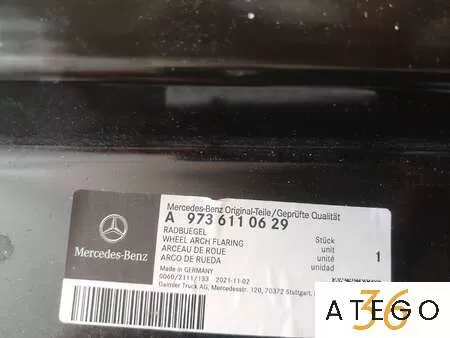 Mercedes-Benz Original-Teile/Geprüfte Qualität
A 973 611 06 29
RADBUEGEL
WHEEL ARCH FLARING
ARCEAU DE ROUE
ARCO DE RUEDA
Stück
unit
unité
unidad
1
Mercedes-Benz
Made in GERMANY
0060/2111/133 2021-11-02
Daimler Truck AG, Mercedesstr. 120, 70372 Stuttgart,
36
ATEGO